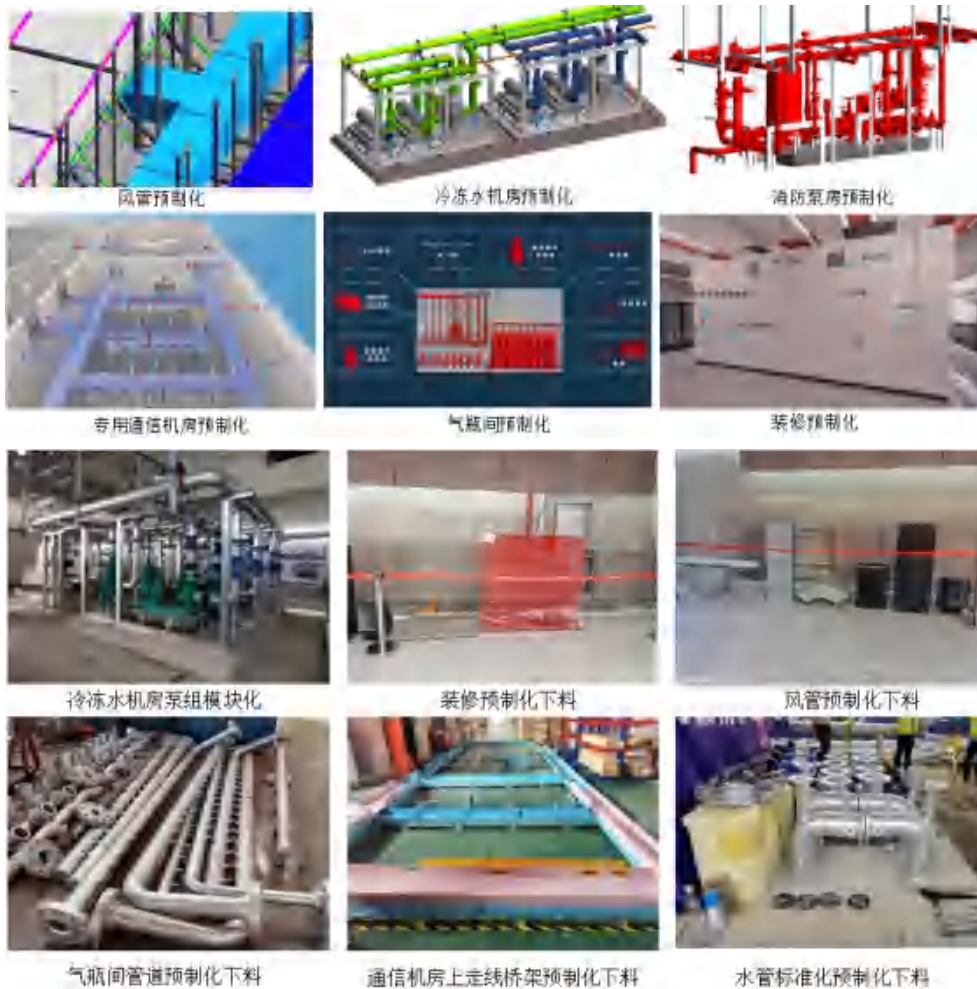 风管预制化
冷冻水机房预制化
消防泵房预制化
专用通信机房预制化
气瓶间预制化
装修预制化
冷冻水机房泵组模块化
装修预制化下料
风管预制化下料
气瓶间管道预制化下料
通信机房上走线桥架预制化下料
水管标准化预制化下料